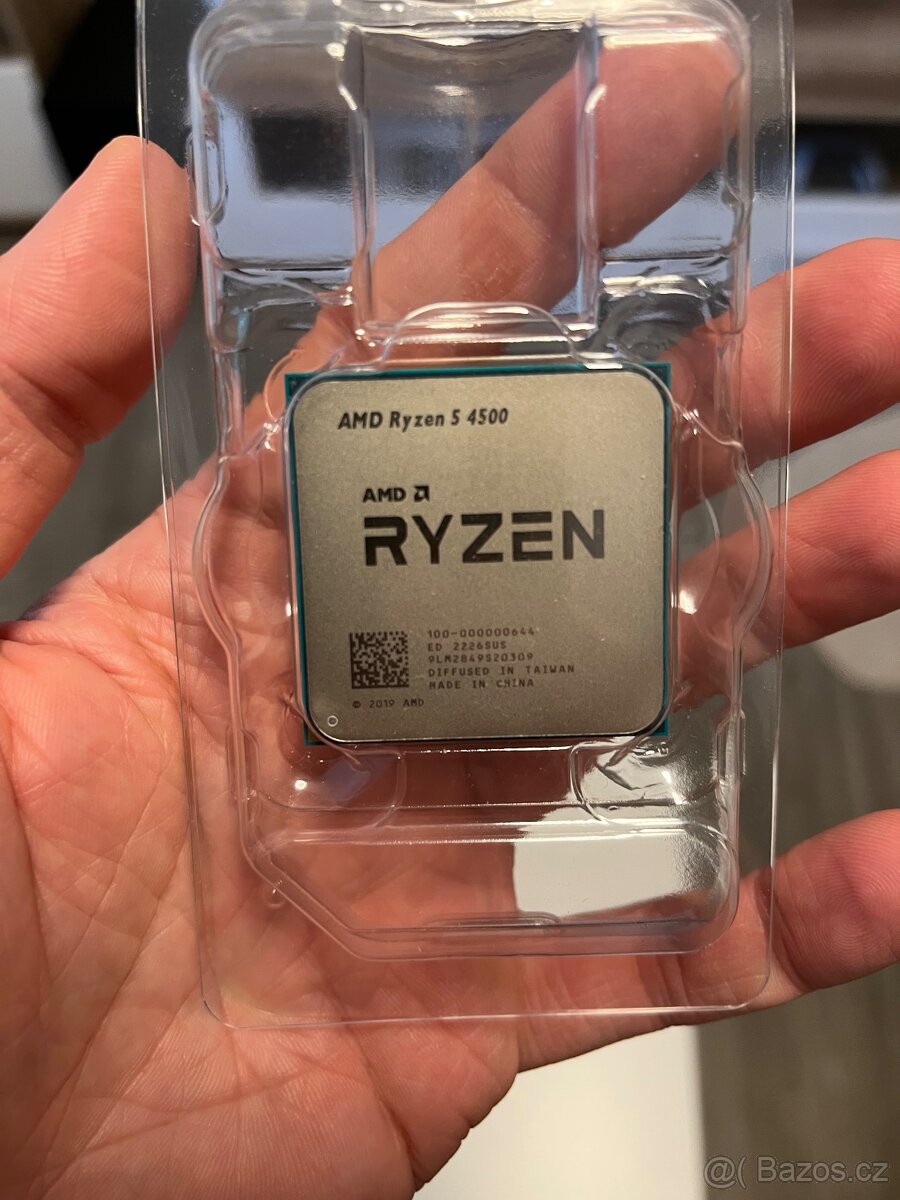 AMD Ryzen 5 4500
AMD
RYZEN
100-000000644
ED 2226SUS
9LM2849S20309
DIFFUSED IN TAIWAN
MADE IN CHINA
© 2019 AMD
@( Bazos.cz